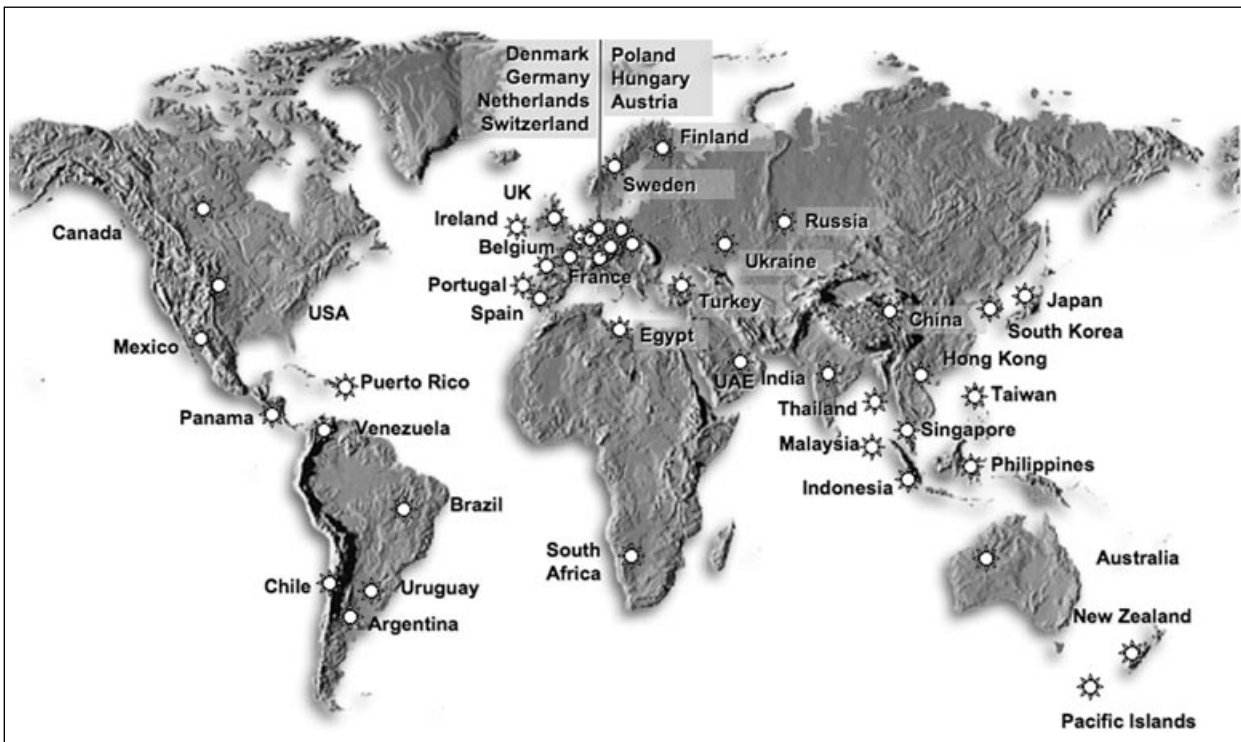 Denmark
Germany
Netherlands
Switzerland
Poland
Hungary
Austria
Finland
Sweden
UK
Ireland
Russia
Canada
Belgium
Ukraine
France
Portugal
Turkey
Spain
USA
Japan
China
South Korea
Mexico
Egypt
Hong Kong
UAE
India
Puerto Rico
Taiwan
Thailand
Panama
Venezuela
Singapore
Malaysia
Philippines
Indonesia
Brazil
South
Africa
Australia
Chile
Uruguay
Argentina
New Zealand
Pacific Islands